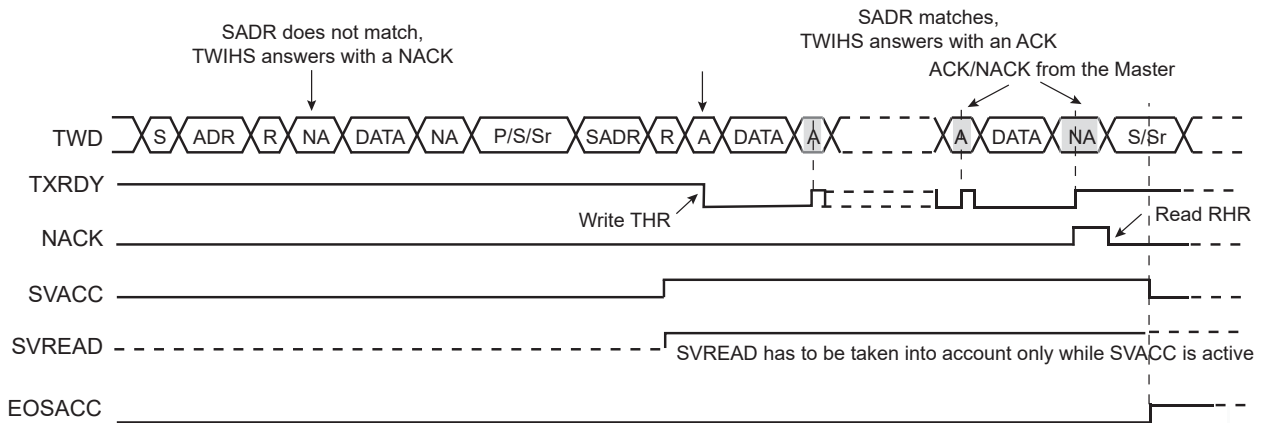 SADR does not match,
TWIHS answers with a NACK
SADR matches,
TWIHS answers with an ACK
ACK/NACK from the Master
TWD S ADR R NA DATA NA P/S/Sr SADR R A DATA A A DATA NA S/Sr
TXRDY
Write THR
Read RHR
NACK
SVACC
SVREAD
SVREAD has to be taken into account only while SVACC is active
EOSACC